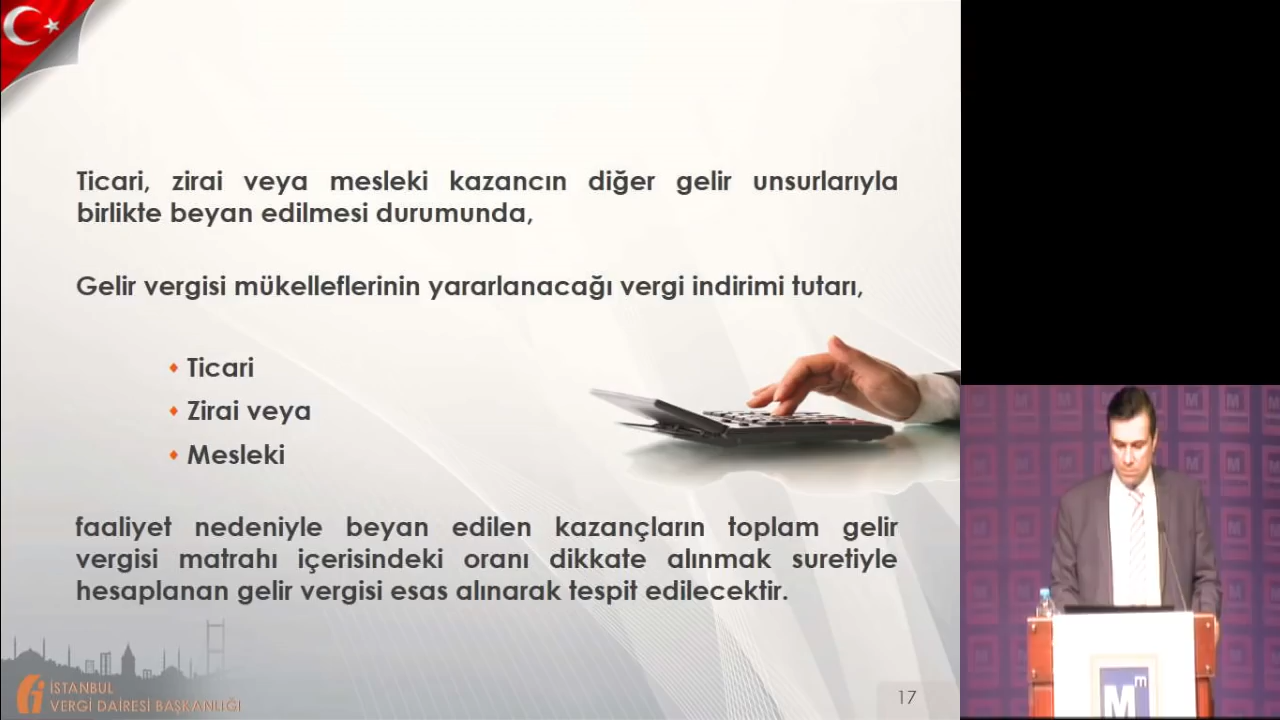 Ticari, zirai veya mesleki kazancın diğer gelir unsurlarıyla
birlikte beyan edilmesi durumunda,
Gelir vergisi mükelleflerinin yararlanacağı vergi indirimi tutarı,
Ticari
Zirai veya
Mesleki
faaliyet nedeniyle beyan edilen kazançların toplam gelir
vergisi matrahı içerisindeki oranı dikkate alınmak suretiyle
hesaplanan gelir vergisi esas alınarak tespit edilecektir.
İSTANBUL
VERGİ DAİRESİ BAŞKANLIĞI
17
Mm